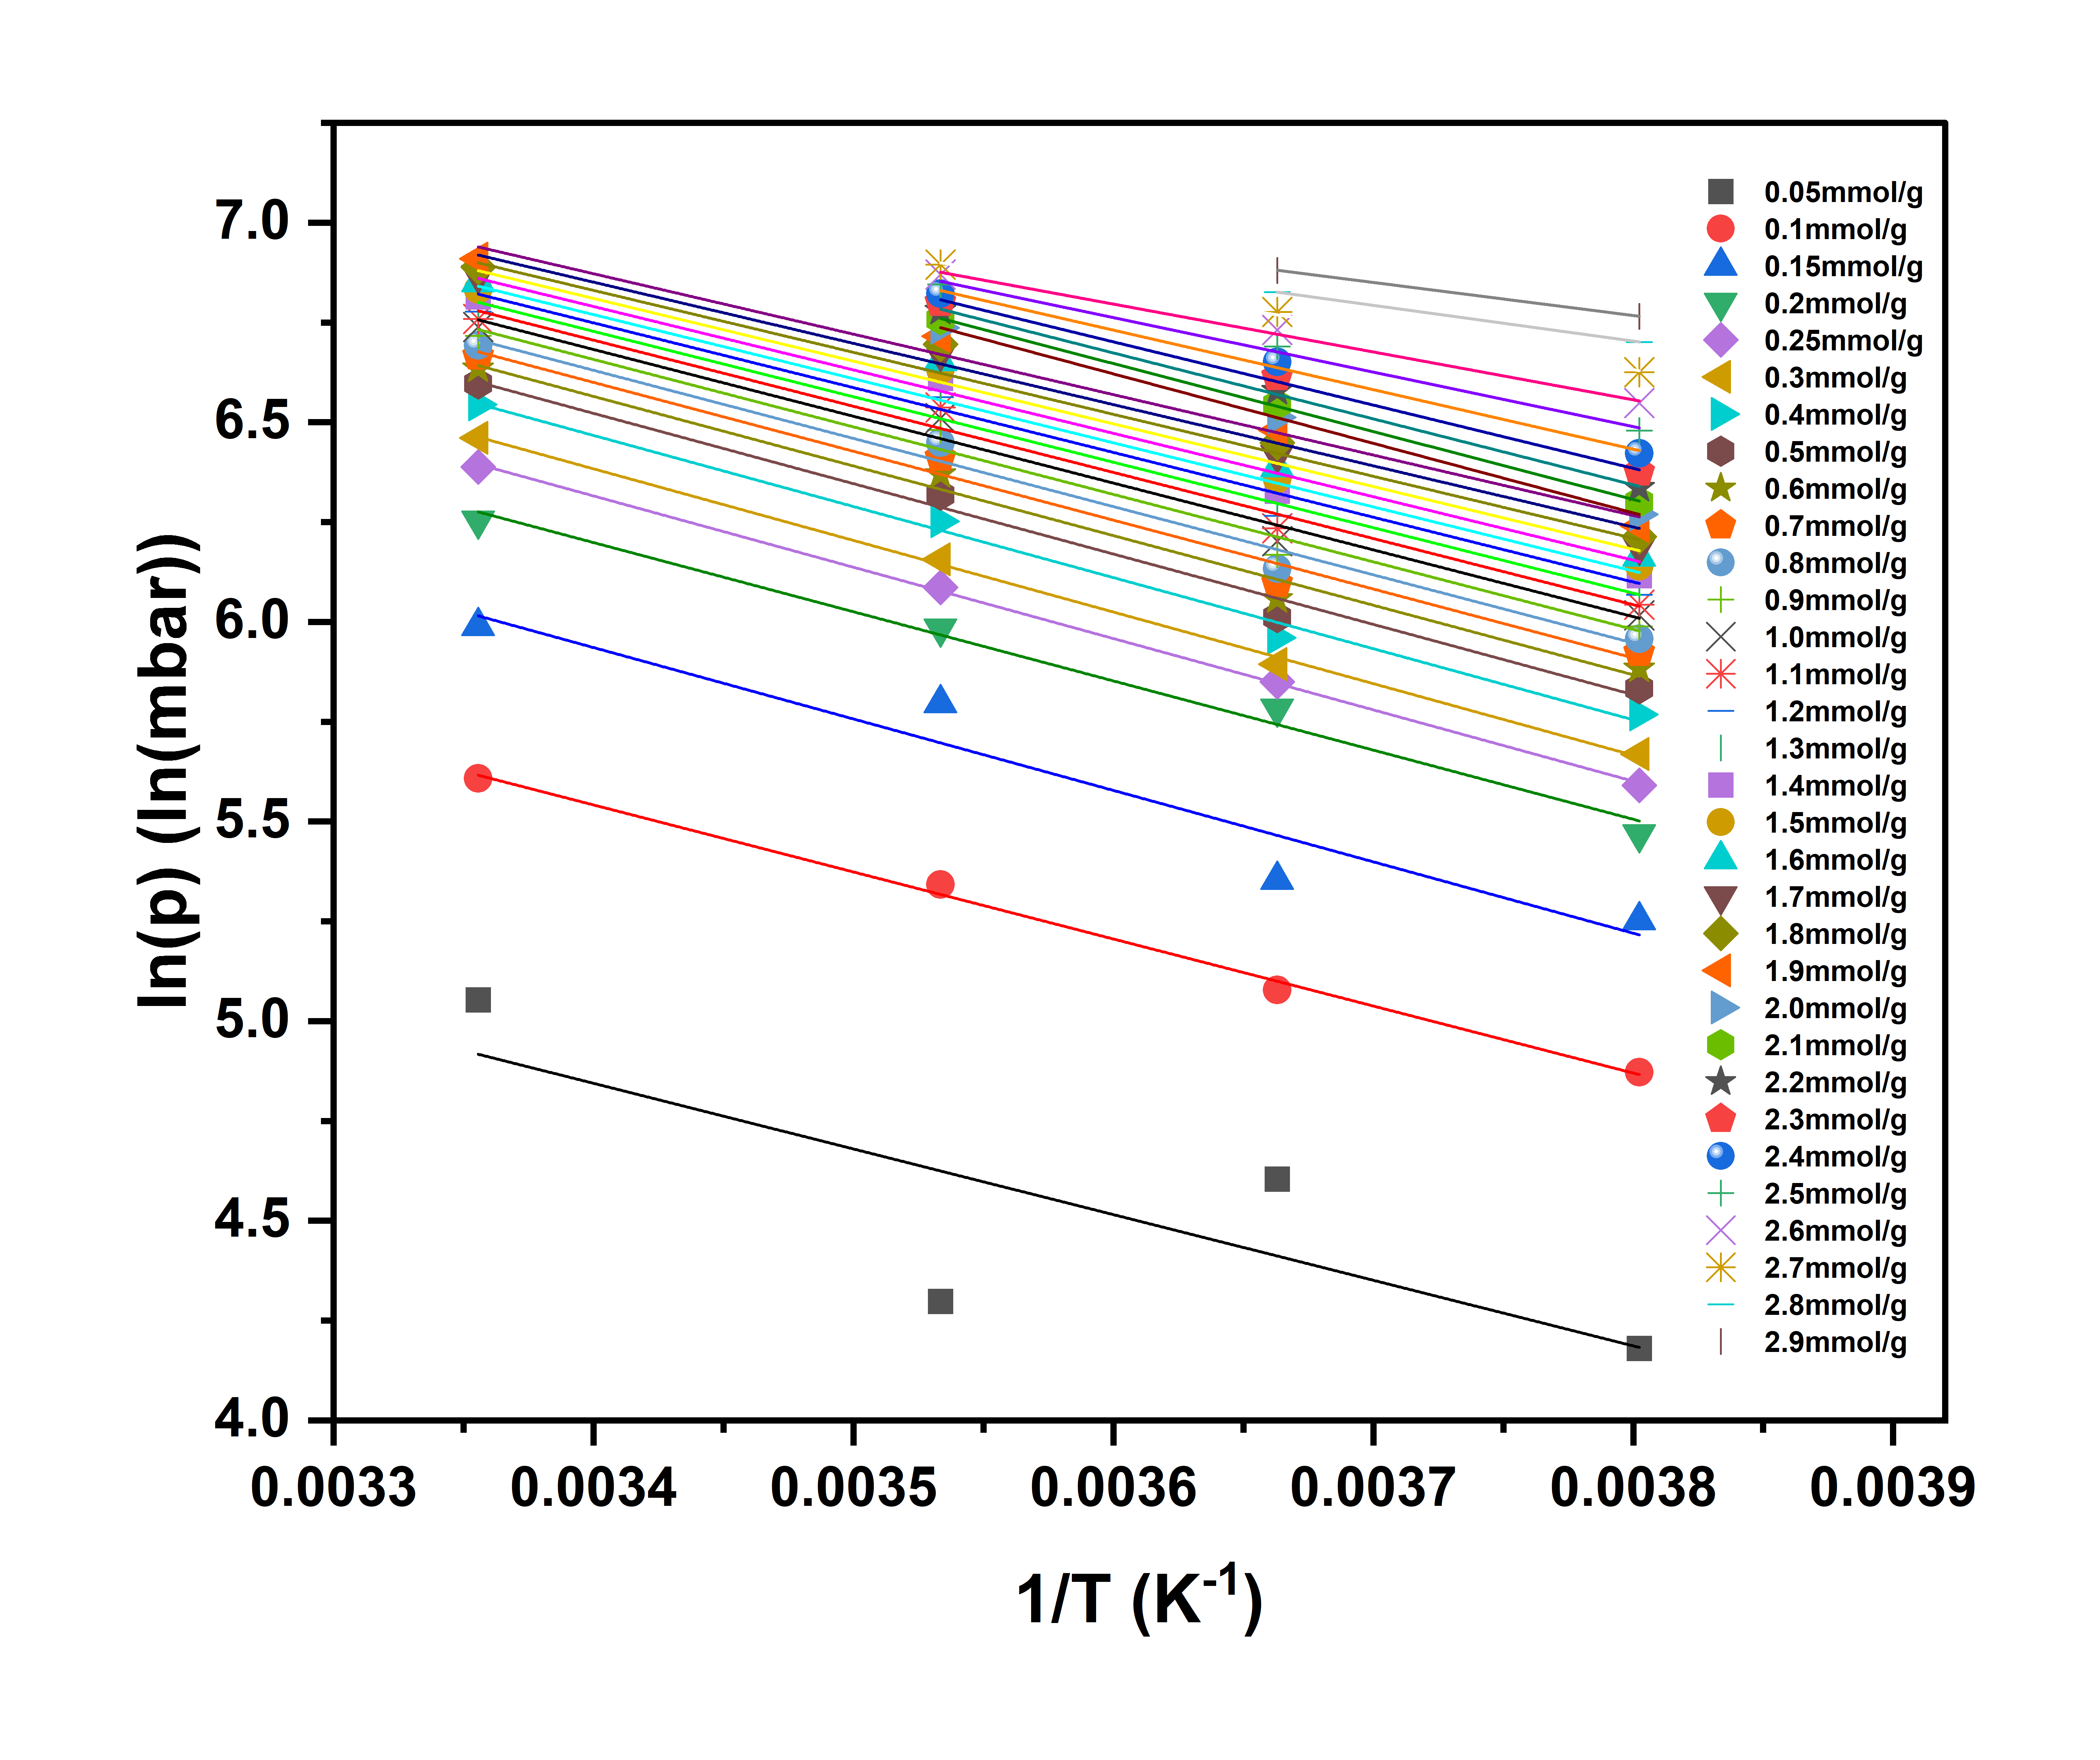 ln(p) (ln(mbar))
7.0
6.5
6.0
5.5
5.0
4.5
4.0
0.0033 0.0034 0.0035 0.0036 0.0037 0.0038 0.0039
1/T (K⁻¹)
0.05mmol/g
0.1mmol/g
0.15mmol/g
0.2mmol/g
0.25mmol/g
0.3mmol/g
0.4mmol/g
0.5mmol/g
0.6mmol/g
0.7mmol/g
0.8mmol/g
0.9mmol/g
1.0mmol/g
1.1mmol/g
1.2mmol/g
1.3mmol/g
1.4mmol/g
1.5mmol/g
1.6mmol/g
1.7mmol/g
1.8mmol/g
1.9mmol/g
2.0mmol/g
2.1mmol/g
2.2mmol/g
2.3mmol/g
2.4mmol/g
2.5mmol/g
2.6mmol/g
2.7mmol/g
2.8mmol/g
2.9mmol/g